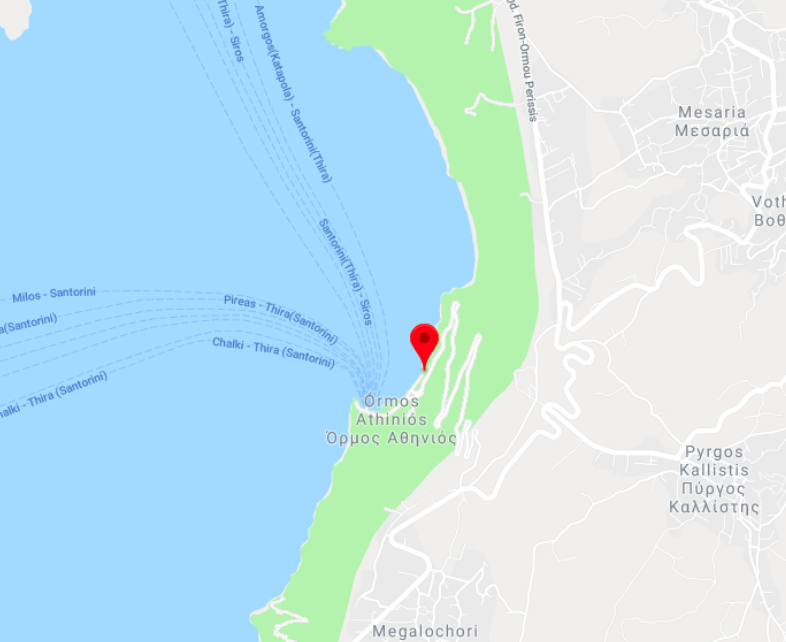 Thira) - Siros
Amorgos(Katapola) - Santorini(Thira)
od. Firon-Ormou Perissis
Mesaria
Μεσαριά
Voth
Βοθ
Santorini(Thira) - Siros
Milos - Santorini
Pireas - Thira(Santorini)
a(Santorini)
Chalki - Thira (Santorini)
halki - Thira (Santorini)
Órmos
Athiniós
Όρμος Αθηνιός
Pyrgos
Kallistis
Πύργος
Καλλίστης
Megalochori